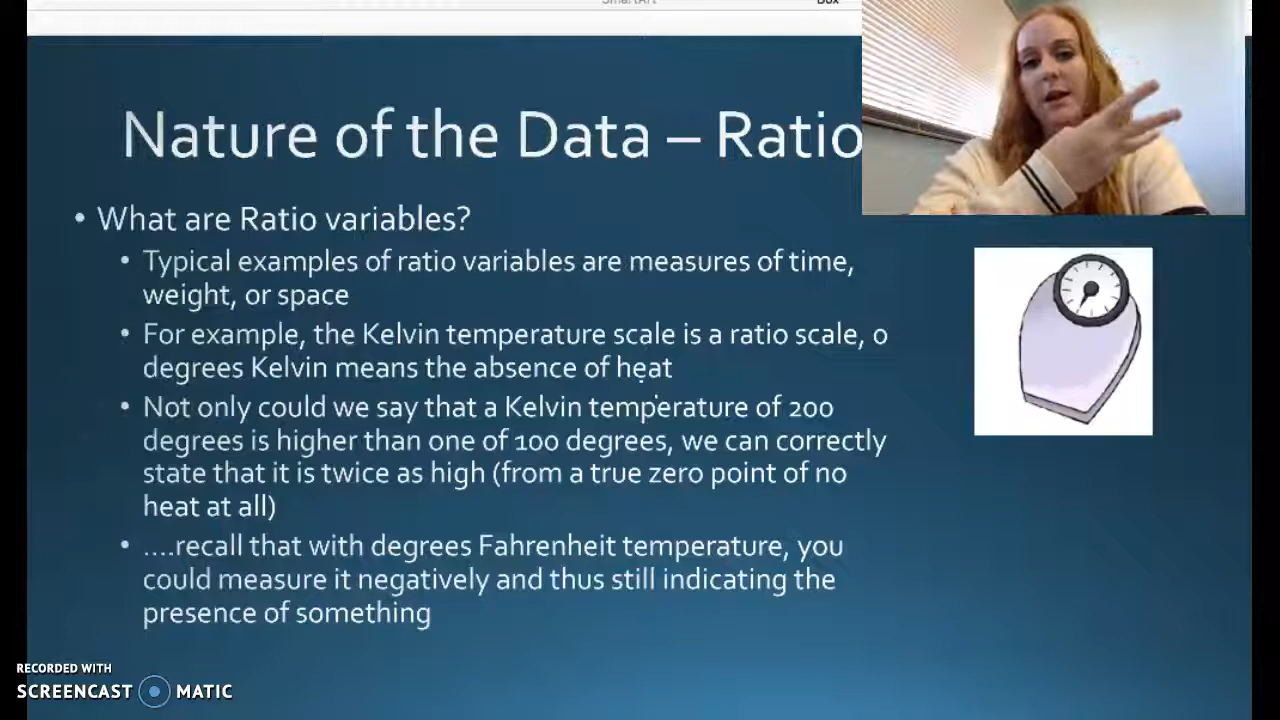 SmartArt
Box
Nature of the Data – Ratio
• What are Ratio variables?
• Typical examples of ratio variables are measures of time,
weight, or space
• For example, the Kelvin temperature scale is a ratio scale, 0
degrees Kelvin means the absence of heat
• Not only could we say that a Kelvin temperature of 200
degrees is higher than one of 100 degrees, we can correctly
state that it is twice as high (from a true zero point of no
heat at all)
• ....recall that with degrees Fahrenheit temperature, you
could measure it negatively and thus still indicating the
presence of something
RECORDED WITH
SCREENCAST MATIC